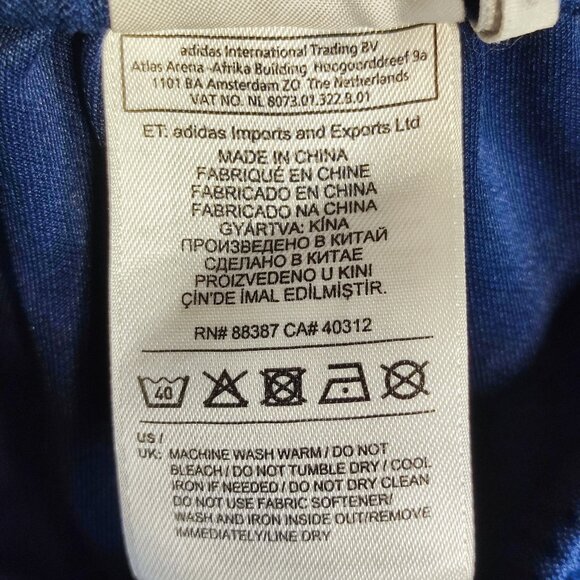 adidas International Trading BV
Atlas Arena -Afrika Building Hoogoorddreef 9a
1101 BA Amsterdam ZO The Netherlands
VAT NO. NL 8073.01.322.B.01
ET: adidas Imports and Exports Ltd
MADE IN CHINA
FABRIQUÉ EN CHINE
FABRICADO EN CHINA
FABRICADO NA CHINA
GYÁRTVA: KÍNA
ПРОИЗВЕДЕНО В КИТАЙ
СДЕЛАНО В КИТАЕ
PROIZVEDENO U KINI
ÇİN'DE İMAL EDİLMİŞTİR.
RN# 88387 CA# 40312
40
US /
UK: MACHINE WASH WARM / DO NOT
BLEACH / DO NOT TUMBLE DRY / COOL
IRON IF NEEDED / DO NOT DRY CLEAN
DO NOT USE FABRIC SOFTENER/
WASH AND IRON INSIDE OUT/REMOVE
IMMEDIATELY/LINE DRY